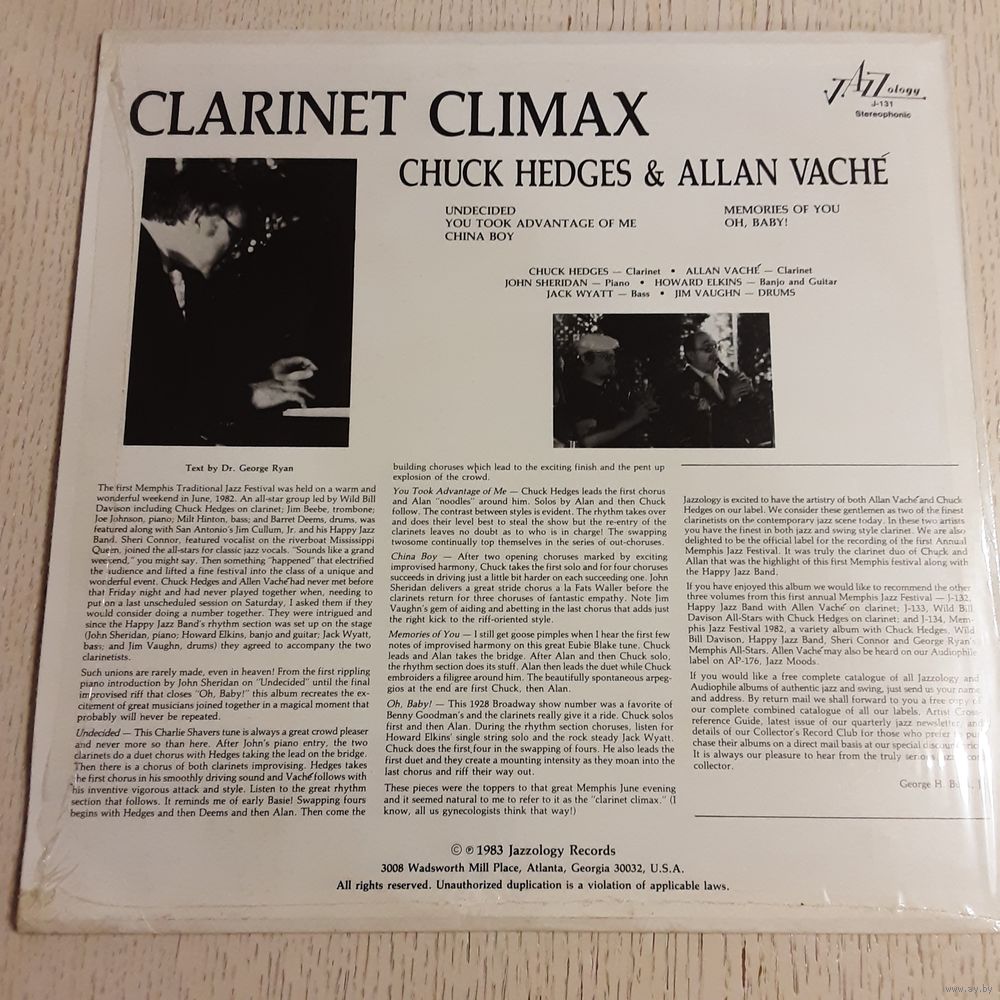 JAZZology
J-131
Stereophonic
CLARINET CLIMAX
CHUCK HEDGES & ALLAN VACHÉ
UNDECIDED
YOU TOOK ADVANTAGE OF ME
CHINA BOY
MEMORIES OF YOU
OH, BABY!
CHUCK HEDGES — Clarinet • ALLAN VACHÉ — Clarinet
JOHN SHERIDAN — Piano • HOWARD ELKINS — Banjo and Guitar
JACK WYATT — Bass • JIM VAUGHN — DRUMS
Text by Dr. George Ryan
The first Memphis Traditional Jazz Festival was held on a warm and
wonderful weekend in June, 1982. An all-star group led by Wild Bill
Davison including Chuck Hedges on clarinet; Jim Beebe, trombone;
Joe Johnson, piano; Milt Hinton, bass; and Barret Deems, drums, was
featured along with San Antonio's Jim Cullum, Jr. and his Happy Jazz
Band. Sheri Connor, featured vocalist on the riverboat Mississippi
Queen, joined the all-stars for classic jazz vocals. "Sounds like a grand
weekend," you might say. Then something "happened" that electrified
the audience and lifted a fine festival into the class of a unique and
wonderful event. Chuck Hedges and Allen Vaché had never met before
that Friday night and had never played together when, needing to
put on a last unscheduled session on Saturday, I asked them if they
would consider doing a number together. They were intrigued and
since the Happy Jazz Band's rhythm section was set up on the stage
(John Sheridan, piano; Howard Elkins, banjo and guitar; Jack Wyatt,
bass; and Jim Vaughn, drums) they agreed to accompany the two
clarinetists.
Such unions are rarely made, even in heaven! From the first rippling
piano introduction by John Sheridan on "Undecided" until the final
improvised riff that closes "Oh, Baby!" this album recreates the ex-
citement of great musicians joined together in a magical moment that
probably will never be repeated.
Undecided — This Charlie Shavers tune is always a great crowd pleaser
and never more so than here. After John's piano entry, the two
clarinets do a duet chorus with Hedges taking the lead on the bridge.
Then there is a chorus of both clarinets improvising. Hedges takes
the first chorus in his smoothly driving sound and Vaché follows with
his inventive vigorous attack and style. Listen to the great rhythm
section that follows. It reminds me of early Basie! Swapping fours
begins with Hedges and then Deems and then Alan. Then come the
building choruses which lead to the exciting finish and the pent up
explosion of the crowd.
You Took Advantage of Me — Chuck Hedges leads the first chorus
and Alan "noodles" around him. Solos by Alan and then Chuck
follow. The contrast between styles is evident. The rhythm takes over
and does their level best to steal the show but the re-entry of the
clarinets leaves no doubt as to who is in charge! The swapping
twosome continually top themselves in the series of out-choruses.
China Boy — After two opening choruses marked by exciting
improvised harmony, Chuck takes the first solo and for four choruses
succeeds in driving just a little bit harder on each succeeding one. John
Sheridan delivers a great stride chorus a la Fats Waller before the
clarinets return for three choruses of fantastic empathy. Note Jim
Vaughn's gem of aiding and abetting in the last chorus that adds just
the right kick to the riff-oriented style.
Memories of You — I still get goose pimples when I hear the first few
notes of improvised harmony on this great Eubie Blake tune. Chuck
leads and Alan takes the bridge. After Alan and then Chuck solo,
the rhythm section does its stuff. Alan then leads the duet while Chuck
embroiders a filigree around him. The beautifully spontaneous arpeg-
gios at the end are first Chuck, then Alan.
Oh, Baby! — This 1928 Broadway show number was a favorite of
Benny Goodman's and the clarinets really give it a ride. Chuck solos
first and then Alan. During the rhythm section choruses, listen for
Howard Elkins' single string solo and the rock steady Jack Wyatt.
Chuck does the first four in the swapping of fours. He also leads the
first duet and they create a mounting intensity as they moan into the
last chorus and riff their way out.
These pieces were the toppers to that great Memphis June evening
and it seemed natural to me to refer to it as the "clarinet climax." (I
know, all us gynecologists think that way!)
Jazzology is excited to have the artistry of both Allan Vaché and Chuck
Hedges on our label. We consider these gentlemen as two of the finest
clarinetists on the contemporary jazz scene today. In these two artists
you have the finest in both jazz and swing style clarinet. We are also
delighted to be the official label for the recording of the first Annual
Memphis Jazz Festival. It was truly the clarinet duo of Chuck and
Allan that was the highlight of this first Memphis festival along with
the Happy Jazz Band.
If you have enjoyed this album we would like to recommend the other
three volumes from this first annual Memphis Jazz Festival — J-132,
Happy Jazz Band with Allen Vaché on clarinet; J-133, Wild Bill
Davison All-Stars with Chuck Hedges on clarinet; and J-134, Mem-
phis Jazz Festival 1982, a variety album with Chuck Hedges, Wild
Bill Davison, Happy Jazz Band, Sheri Connor and George Ryan's
Memphis All-Stars. Allen Vaché may also be heard on our Audiophile
label on AP-176, Jazz Moods.
If you would like a free complete catalogue of all Jazzology and
Audiophile albums of authentic jazz and swing, just send us your name
and address. By return mail we shall forward to you a free copy of
our complete combined catalogue of all our labels, Artist Cross-
reference Guide, latest issue of our quarterly jazz newsletter, and
details of our Collector's Record Club for those who prefer to pur-
chase their albums on a direct mail basis at our special discount
It is always our pleasure to hear from the truly serious jazz
collector.
George H.
© ℗ 1983 Jazzology Records
3008 Wadsworth Mill Place, Atlanta, Georgia 30032, U.S.A.
All rights reserved. Unauthorized duplication is a violation of applicable laws.
www.ay.by